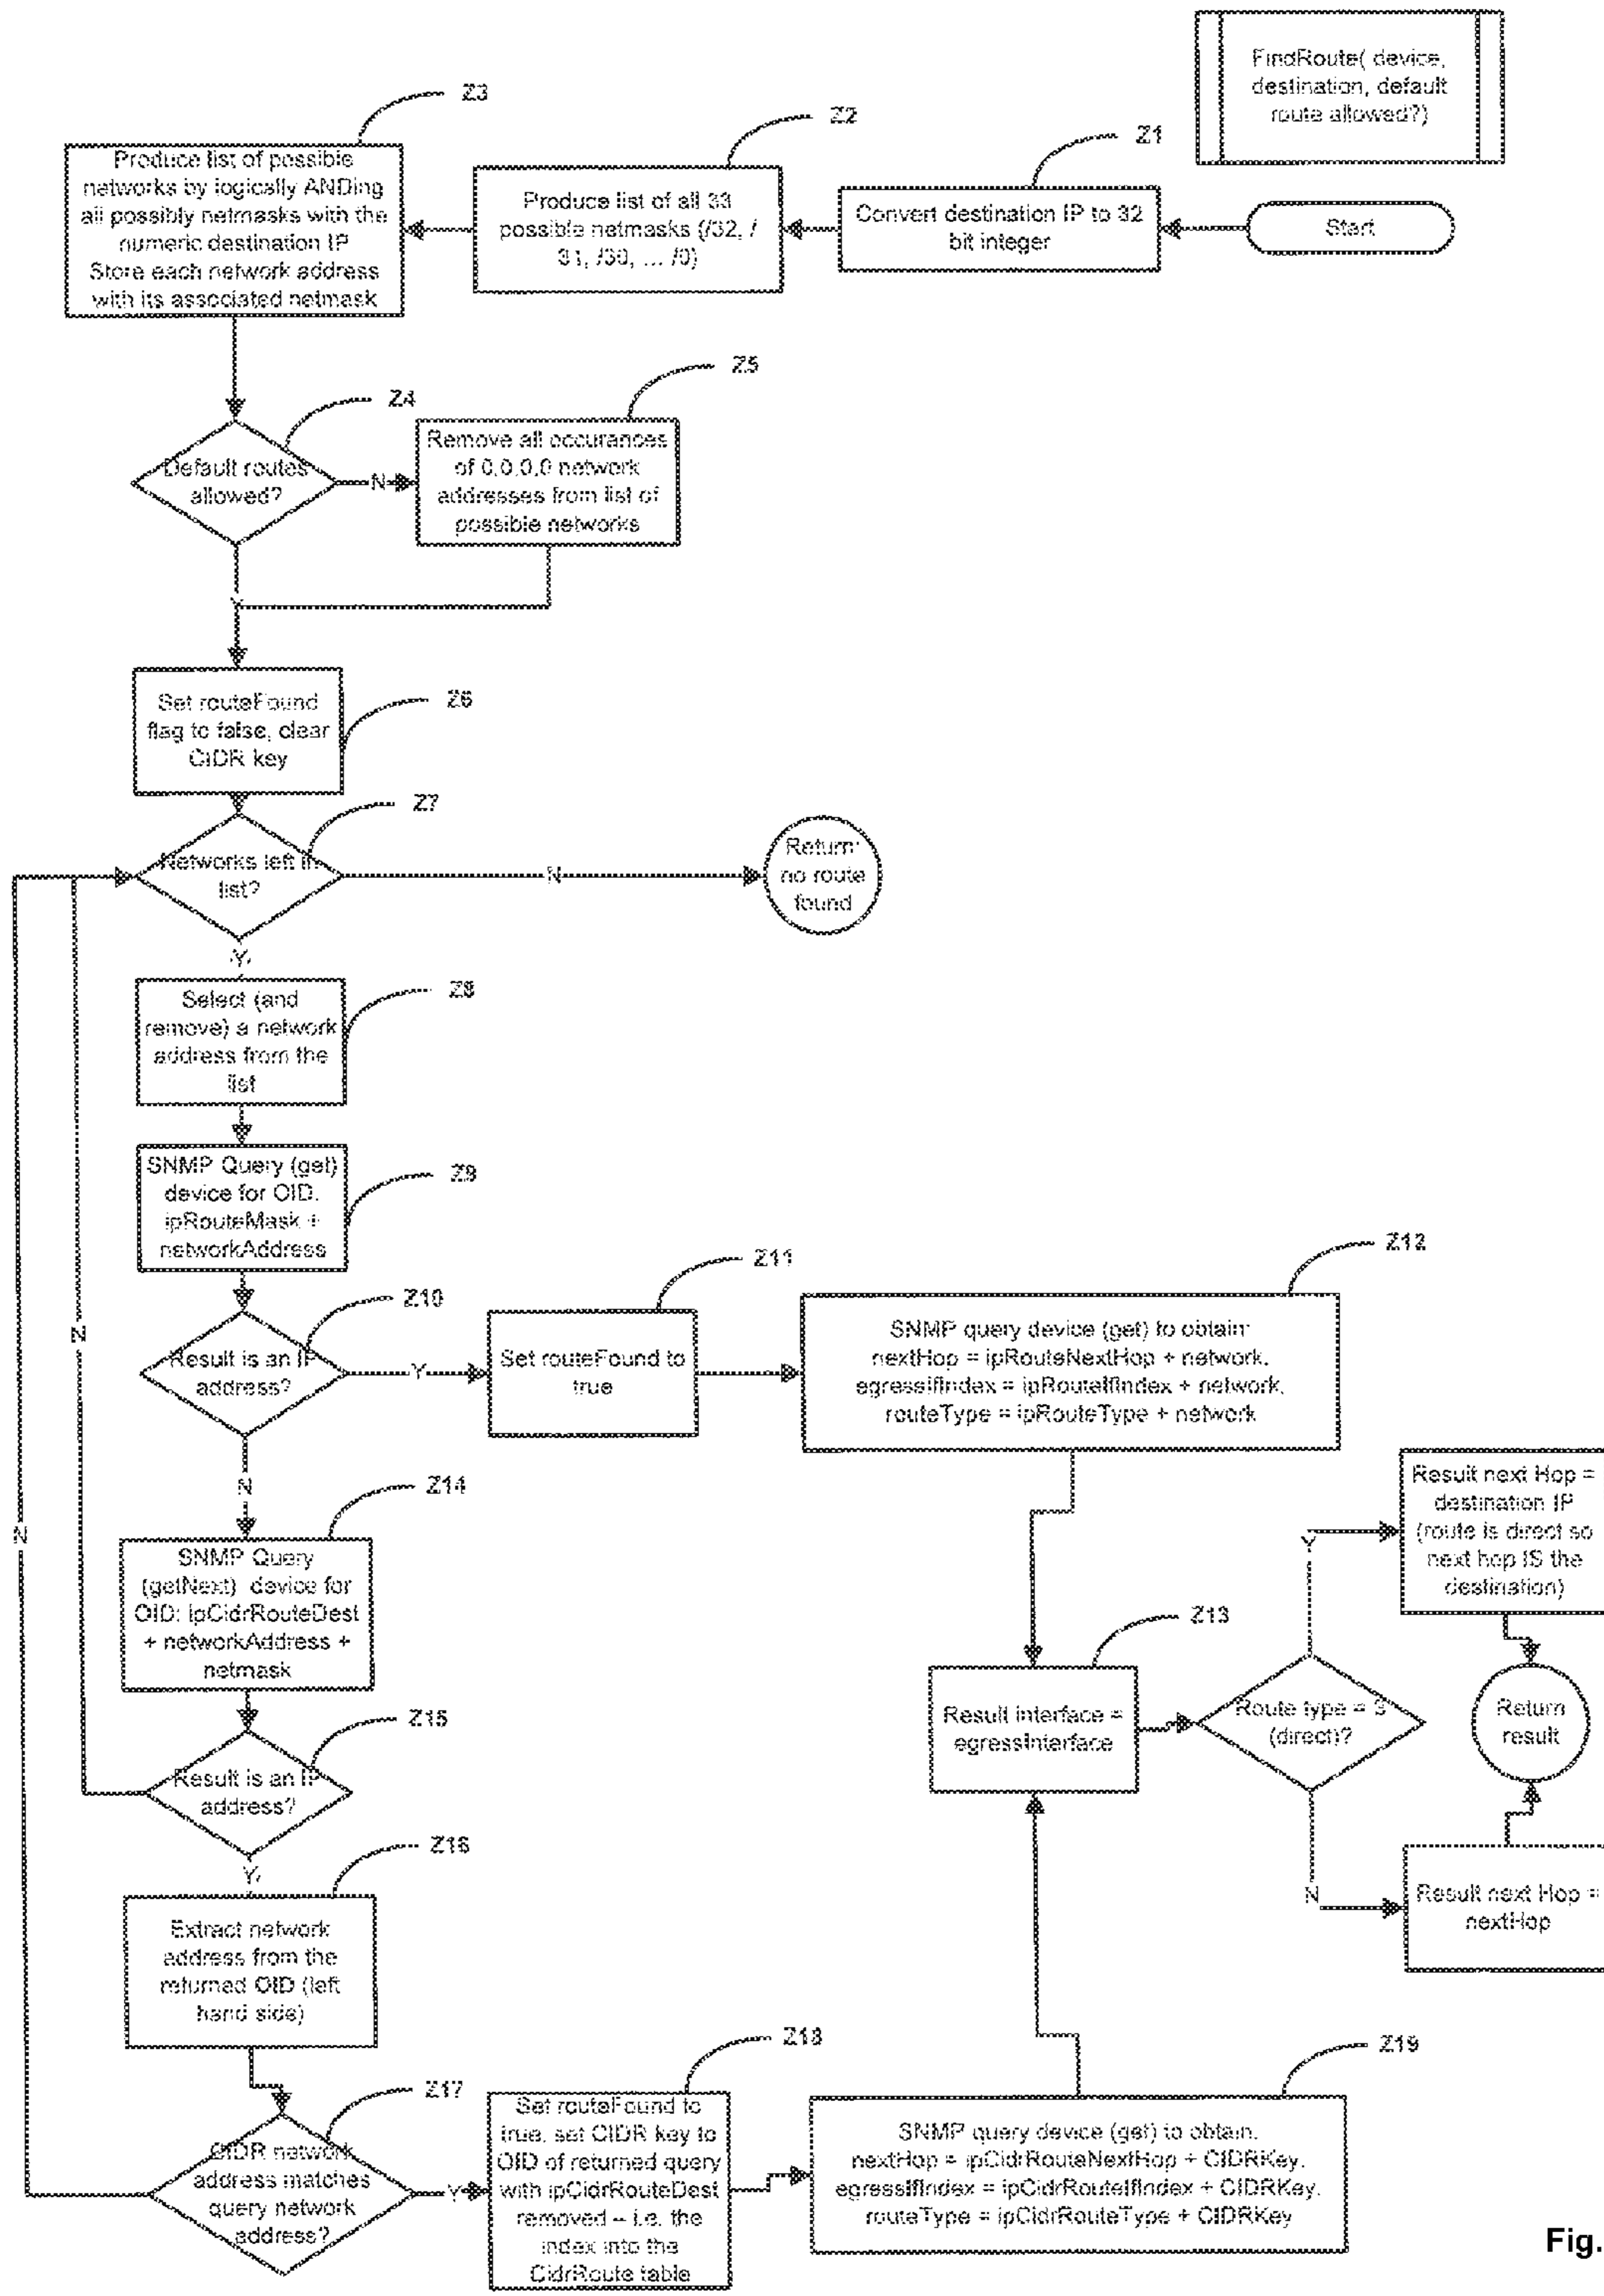 FindRoute( device,
destination, default
route allowed?)
Start
Z1
Convert destination IP to 32
bit integer
Z2
Produce list of all 33
possible netmasks (/32, /
31, /30, ... /0)
Z3
Produce list of possible
networks by logically ANDing
all possibly netmasks with the
numeric destination IP
Store each network address
with its associated netmask
Z4
Default routes
allowed?
N
Y
Z5
Remove all occurances
of 0.0.0.0 network
addresses from list of
possible networks
Z6
Set routeFound
flag to false, clear
CIDR key
Z7
Networks left in
list?
N
Return:
no route
found
Y
Z8
Select (and
remove) a network
address from the
list
Z9
SNMP Query (get)
device for OID:
ipRouteMask +
networkAddress
Z10
Result is an IP
address?
Y
N
Z11
Set routeFound to
true
Z12
SNMP query device (get) to obtain:
nextHop = ipRouteNextHop + network,
egressIfIndex = ipRouteIfIndex + network,
routeType = ipRouteType + network
Z13
Result interface =
egressInterface
Route type = 3
(direct)?
Y
Result next Hop =
destination IP
(route is direct so
next hop IS the
destination)
Return
result
N
Result next Hop =
nextHop
Z14
SNMP Query
(getNext) device for
OID: ipCidrRouteDest
+ networkAddress +
netmask
Z15
Result is an IP
address?
N
Y
Z16
Extract network
address from the
returned OID (left
hand side)
Z17
CIDR network
address matches
query network
address?
N
Y
Z18
Set routeFound to
true, set CIDR key to
OID of returned query
with ipCidrRouteDest
removed – i.e. the
index into the
CidrRoute table
Z19
SNMP query device (get) to obtain:
nextHop = ipCidrRouteNextHop + CIDRKey,
egressIfIndex = ipCidrRouteIfIndex + CIDRKey,
routeType = ipCidrRouteType + CIDRKey
Fig.